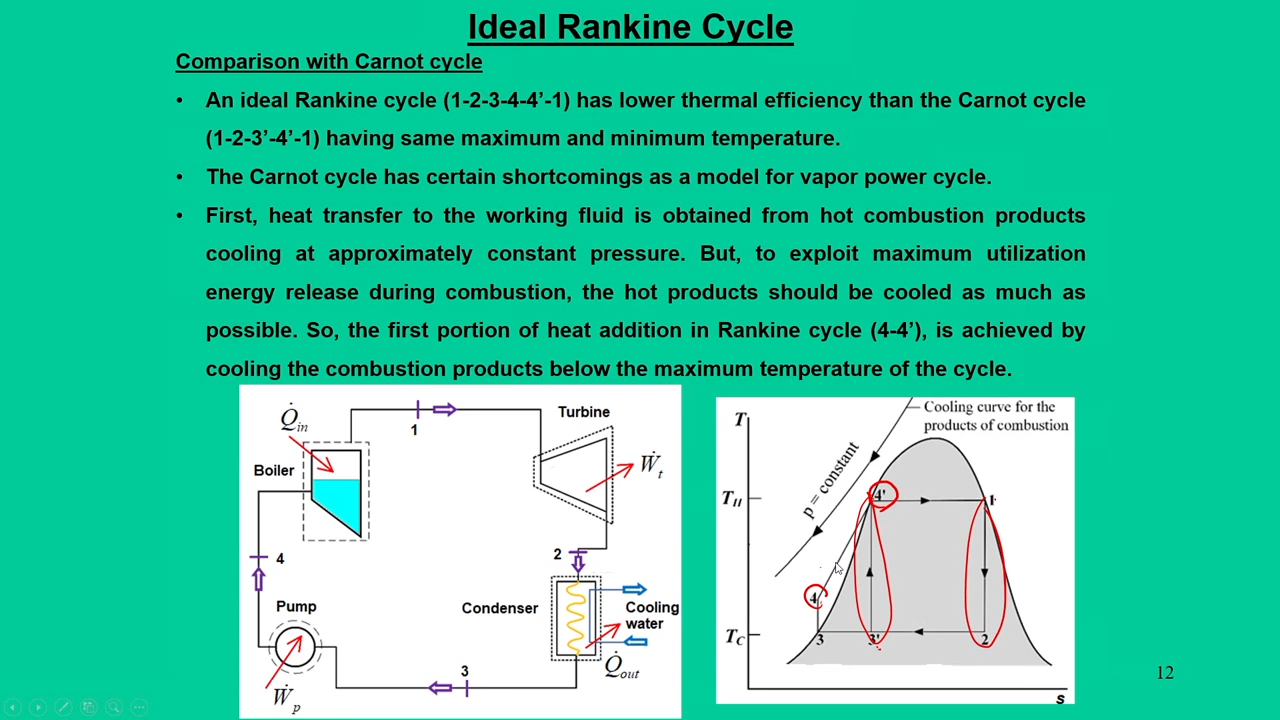 Ideal Rankine Cycle
Comparison with Carnot cycle
• An ideal Rankine cycle (1-2-3-4-4’-1) has lower thermal efficiency than the Carnot cycle
(1-2-3’-4’-1) having same maximum and minimum temperature.
• The Carnot cycle has certain shortcomings as a model for vapor power cycle.
• First, heat transfer to the working fluid is obtained from hot combustion products
cooling at approximately constant pressure. But, to exploit maximum utilization
energy release during combustion, the hot products should be cooled as much as
possible. So, the first portion of heat addition in Rankine cycle (4-4’), is achieved by
cooling the combustion products below the maximum temperature of the cycle.
Q̇in
1
Turbine
Boiler
Ẇt
4
2
Pump
Condenser
Cooling
water
3
Q̇out
Ẇp
T
Cooling curve for the
products of combustion
p = constant
TH
4'
1
4
TC
3
3'
2
s
12